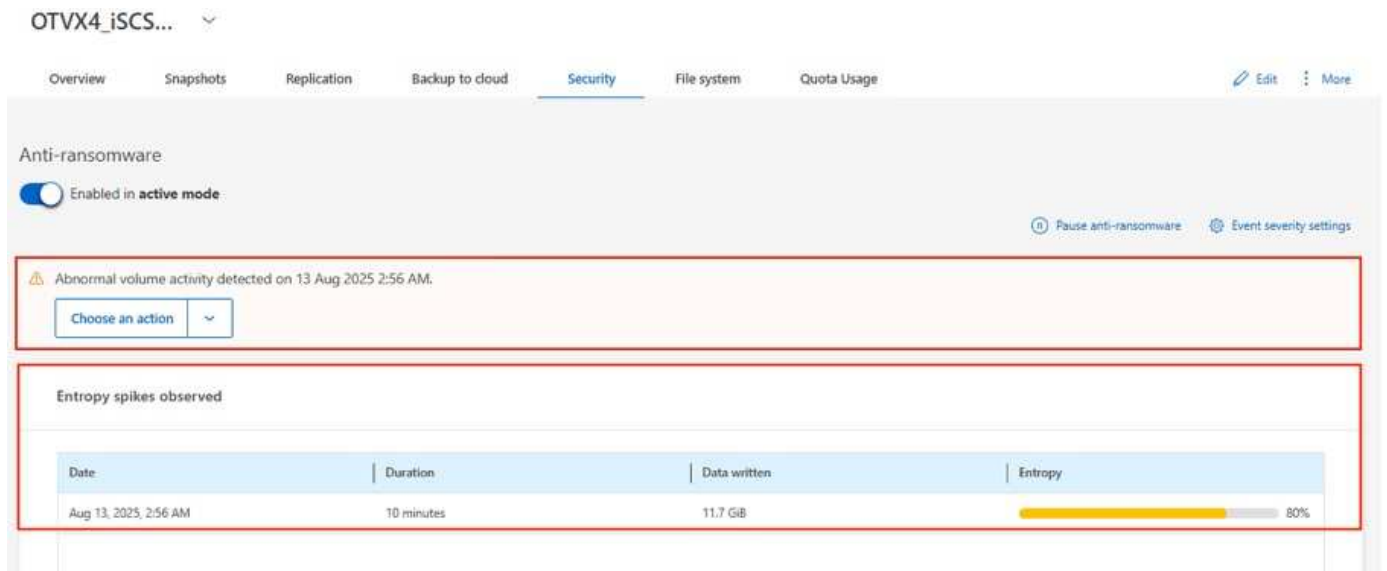 OTVX4_iSCS...
Overview Snapshots Replication Backup to cloud Security File system Quota Usage Edit More
Anti-ransomware
Enabled in active mode
Pause anti-ransomware Event severity settings
Abnormal volume activity detected on 13 Aug 2025 2:56 AM.
Choose an action
Entropy spikes observed
Date Duration Data written Entropy
Aug 13, 2025, 2:56 AM 10 minutes 11.7 GiB 80%